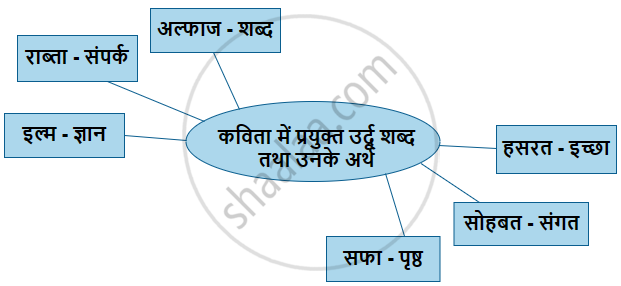 अल्फाज - शब्द
राब्ता - संपर्क
इल्म - ज्ञान
कविता में प्रयुक्त उर्दू शब्द
तथा उनके अर्थ
हसरत - इच्छा
सोहबत - संगत
सफा - पृष्ठ
shaalaa.com